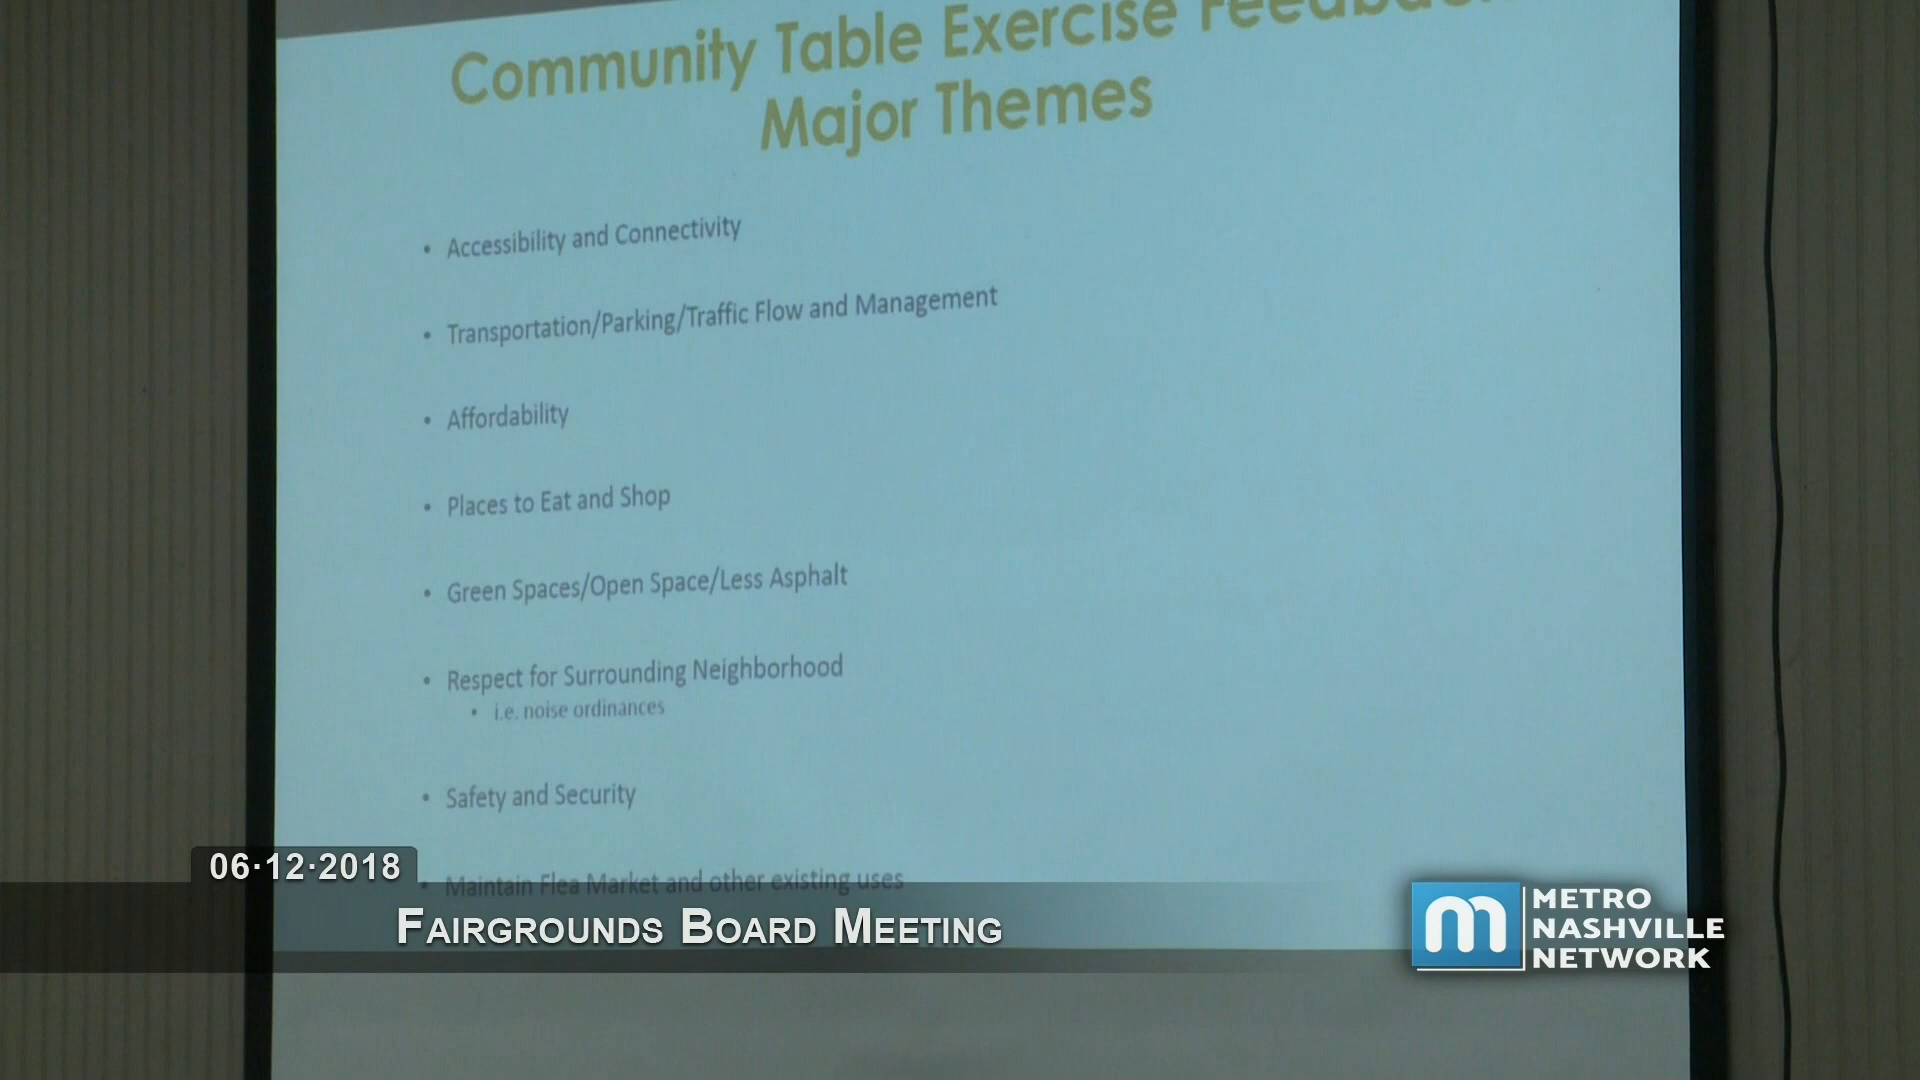 Community Table Exercise Feedback
Major Themes
• Accessibility and Connectivity
• Transportation/Parking/Traffic Flow and Management
• Affordability
• Places to Eat and Shop
• Green Spaces/Open Space/Less Asphalt
• Respect for Surrounding Neighborhood
• i.e. noise ordinances
• Safety and Security
• Maintain Flea Market and other existing uses
06·12·2018
Fairgrounds Board Meeting
m METRO
NASHVILLE
NETWORK